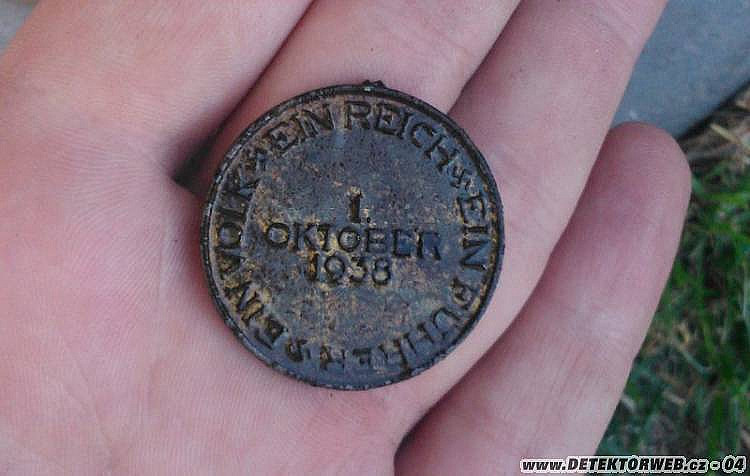 EIN VOLK EIN REICH EIN FÜHRER
1.
OKTOBER
1938
www.DETEKTORWEB.cz - 04